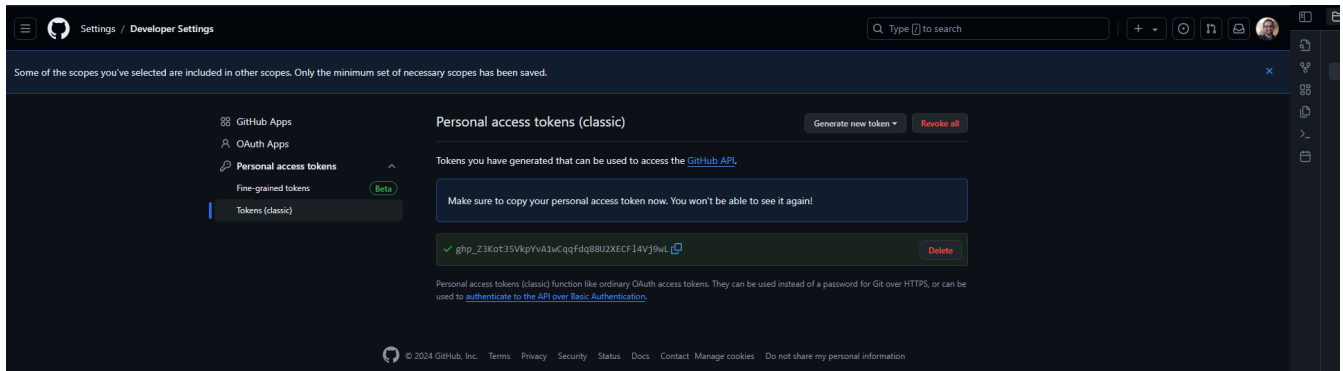 Settings / Developer Settings
Type / to search
Some of the scopes you've selected are included in other scopes. Only the minimum set of necessary scopes has been saved.
GitHub Apps
OAuth Apps
Personal access tokens
Fine-grained tokens Beta
Tokens (classic)
Personal access tokens (classic)
Generate new token
Revoke all
Tokens you have generated that can be used to access the GitHub API.
Make sure to copy your personal access token now. You won't be able to see it again!
ghp_Z3Kot3SVkpYvA1wCqqfdq88U2XECFl4Vj9wL
Delete
Personal access tokens (classic) function like ordinary OAuth access tokens. They can be used instead of a password for Git over HTTPS, or can be
used to authenticate to the API over Basic Authentication.
© 2024 GitHub, Inc. Terms Privacy Security Status Docs Contact Manage cookies Do not share my personal information